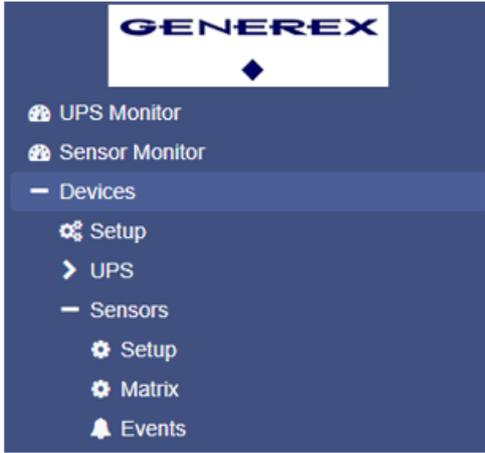 GENEREX
UPS Monitor
Sensor Monitor
Devices
Setup
UPS
Sensors
Setup
Matrix
Events